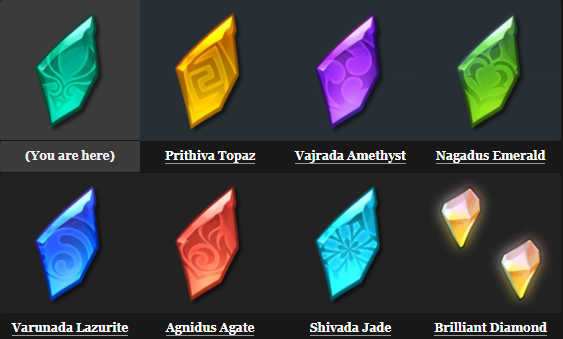 (You are here) Prithiva Topaz Vajrada Amethyst Nagadus Emerald
Varunada Lazurite Agnidus Agate Shivada Jade Brilliant Diamond